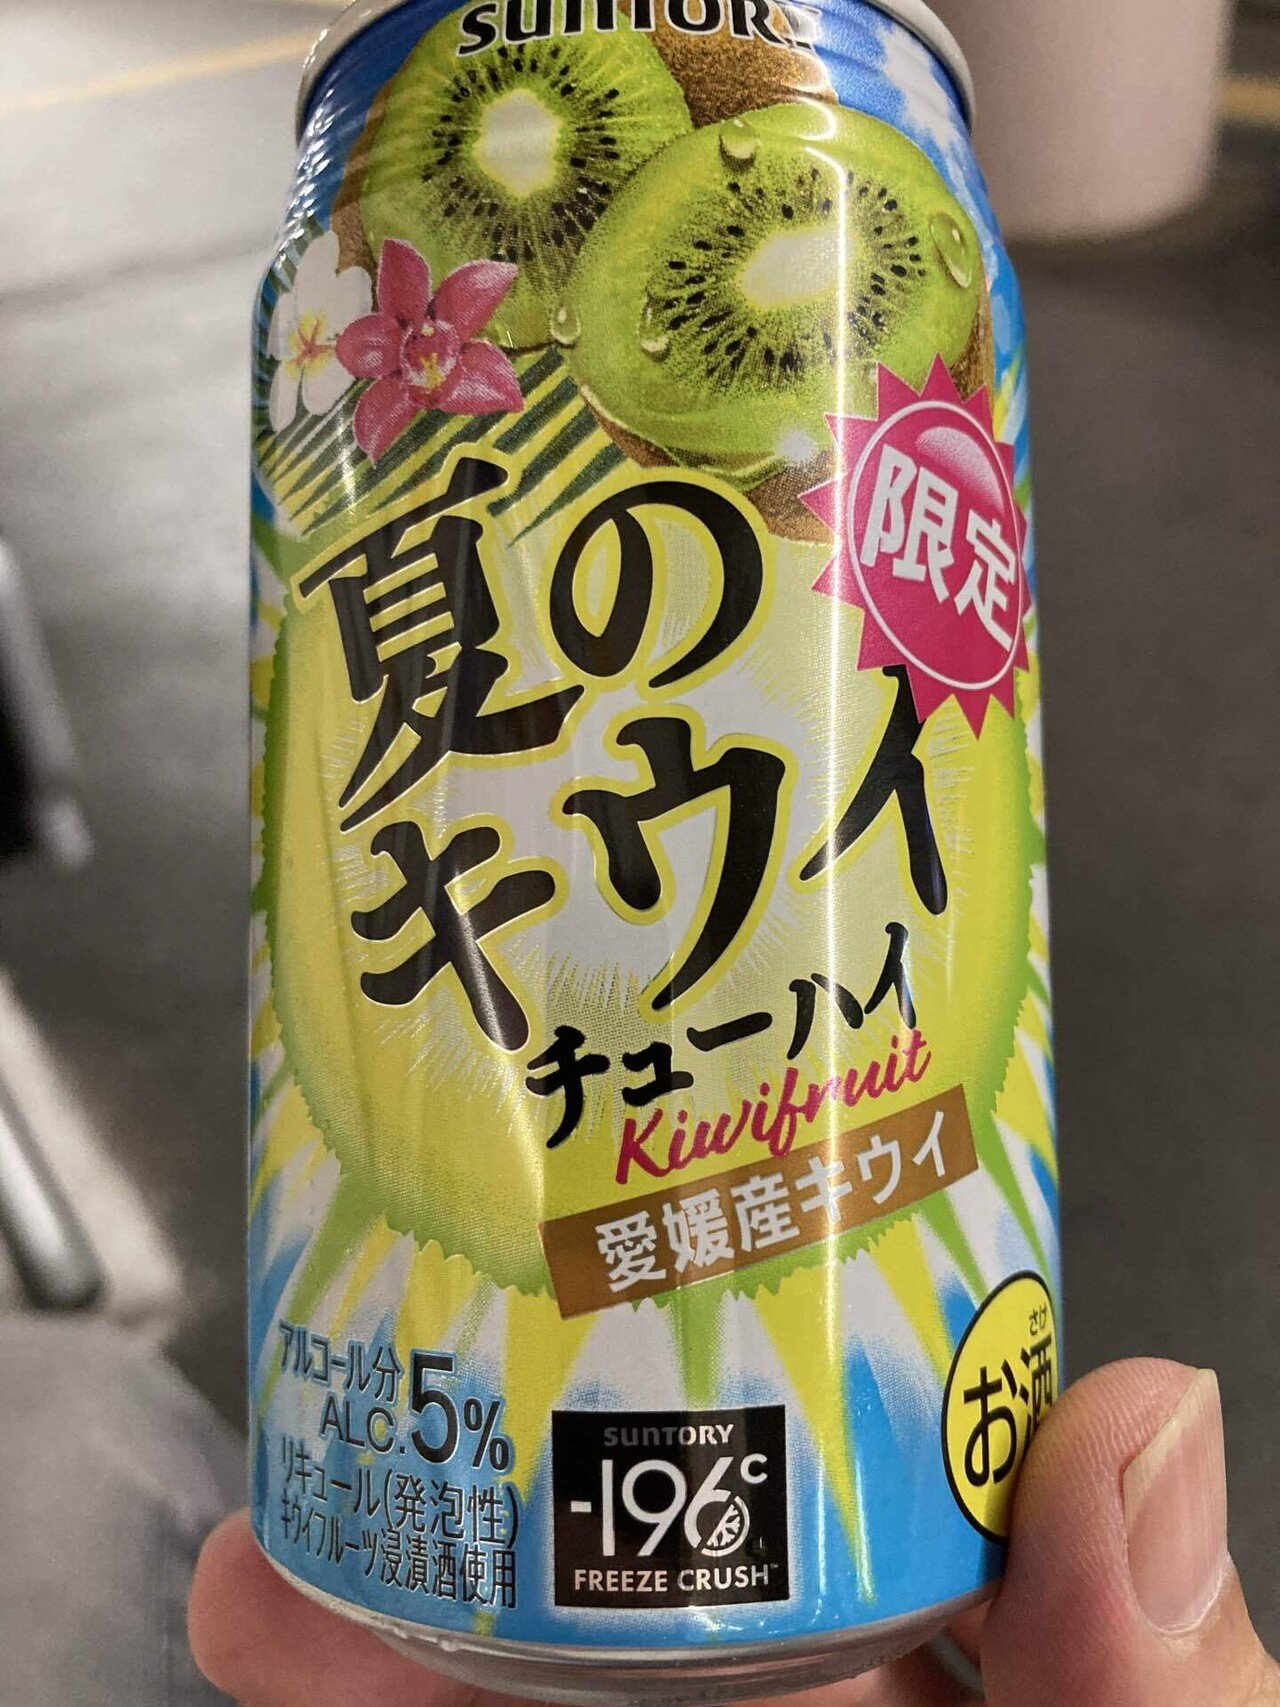 SUNTORY
限定
夏の
キウイ
チューハイ
Kiwifruit
愛媛産キウイ
さけ
お酒
アルコール分
ALC.5%
リキュール(発泡性)
キウイフルーツ浸漬酒使用
SUNTORY
-196℃
FREEZE CRUSH™